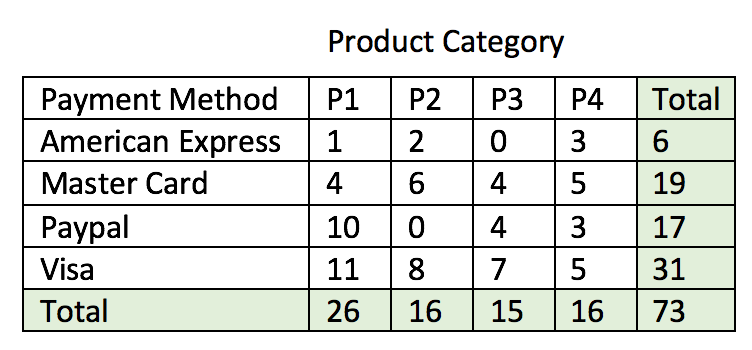 Product Category
Payment Method P1 P2 P3 P4 Total
American Express 1 2 0 3 6
Master Card 4 6 4 5 19
Paypal 10 0 4 3 17
Visa 11 8 7 5 31
Total 26 16 15 16 73